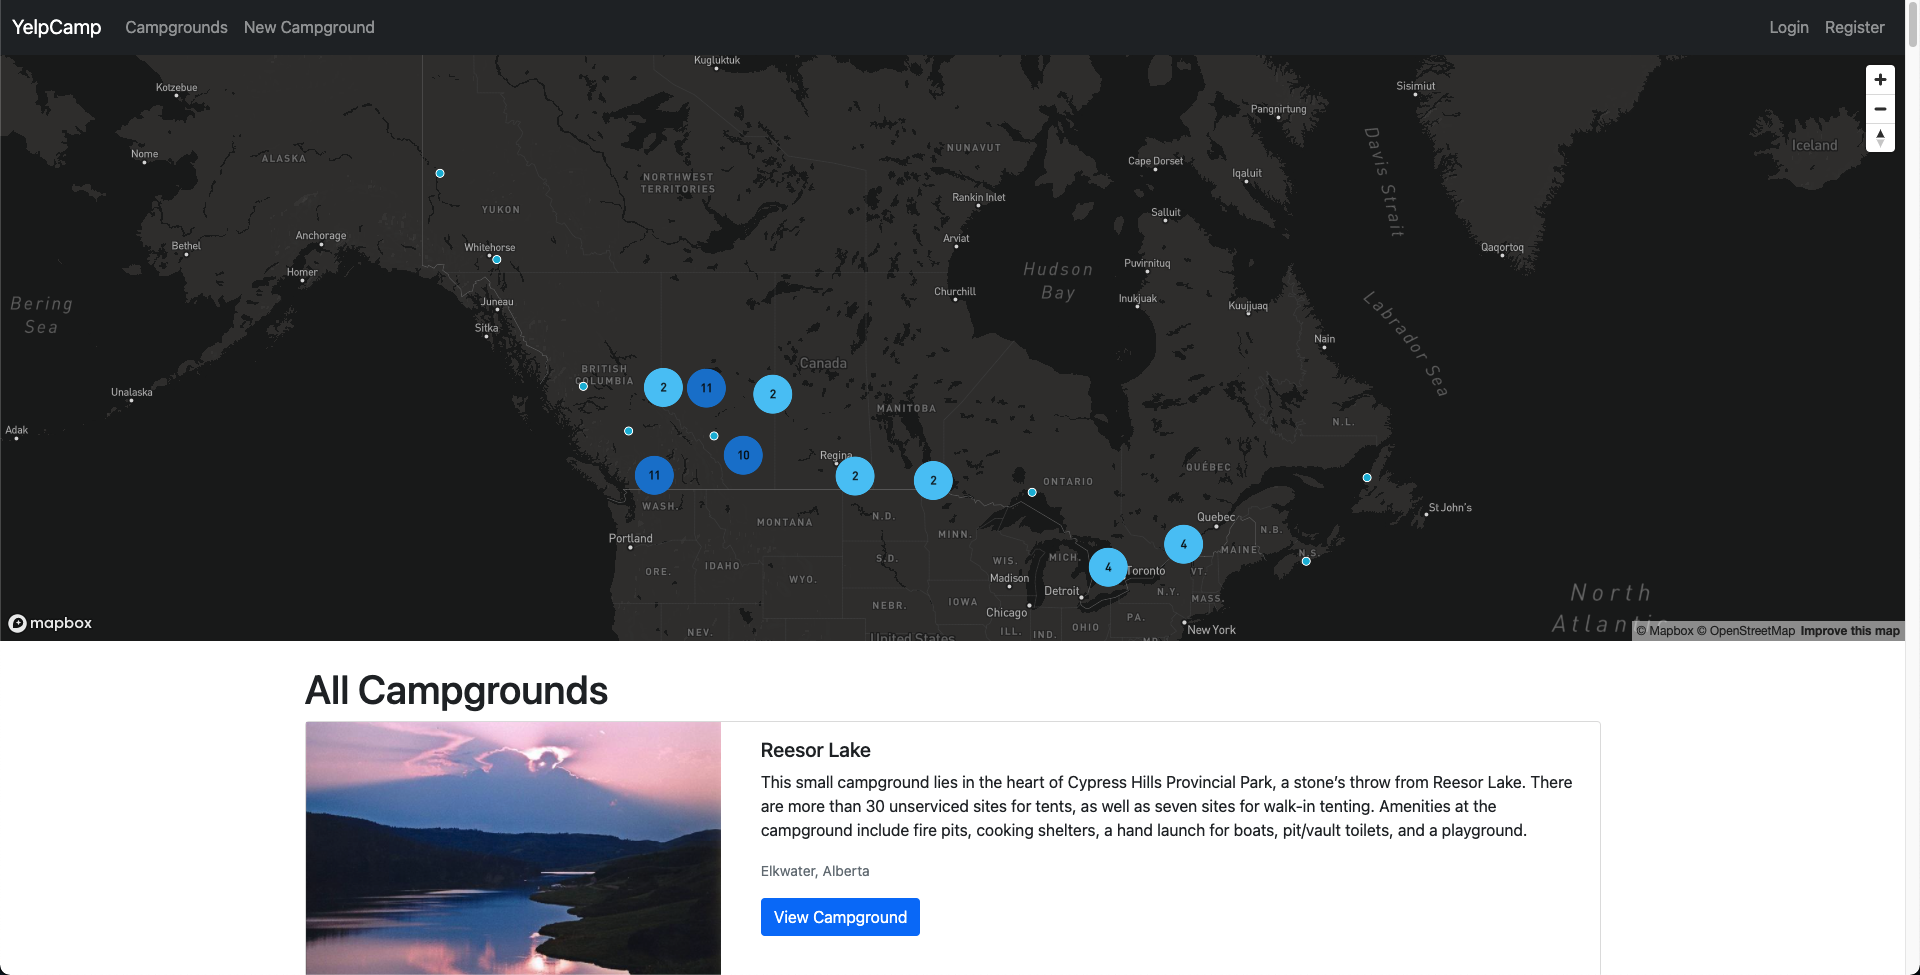 YelpCamp Campgrounds New Campground Login Register
Kugluktuk
Kotzebue
Sisimiut
Pangnirtung
Iceland
Nome
ALASKA
NUNAVUT
Cape Dorset
Davis Strait
NORTHWEST
TERRITORIES
Iqaluit
Rankin Inlet
YUKON
Salluit
Anchorage
Arviat
Bethel
Whitehorse
Qaqortoq
Puvirnituq
Homer
Hudson
Bay
Churchill
Inukjuak
Kuujjuaq
Bering
Sea
Juneau
Sitka
Labrador Sea
Nain
Canada
BRITISH
COLUMBIA
2
11
2
Unalaska
MANITOBA
N.L.
Adak
10
Regina
QUÉBEC
11
2
2
ONTARIO
WASH.
St John's
MONTANA
N.D.
Quebec
N.B.
MINN.
Portland
4
MAINE
N.S.
S.D.
WIS.
MICH.
IDAHO
ORE.
4
Toronto
VT.
WYO.
Madison
Detroit
N.Y.
MASS.
NEBR.
IOWA
Chicago
North
Atlantic
PA.
OHIO
NEV.
ILL.
IND.
MD
New York
United States
mapbox
© Mapbox © OpenStreetMap Improve this map
All Campgrounds
Reesor Lake
This small campground lies in the heart of Cypress Hills Provincial Park, a stone’s throw from Reesor Lake. There
are more than 30 unserviced sites for tents, as well as seven sites for walk-in tenting. Amenities at the
campground include fire pits, cooking shelters, a hand launch for boats, pit/vault toilets, and a playground.
Elkwater, Alberta
View Campground